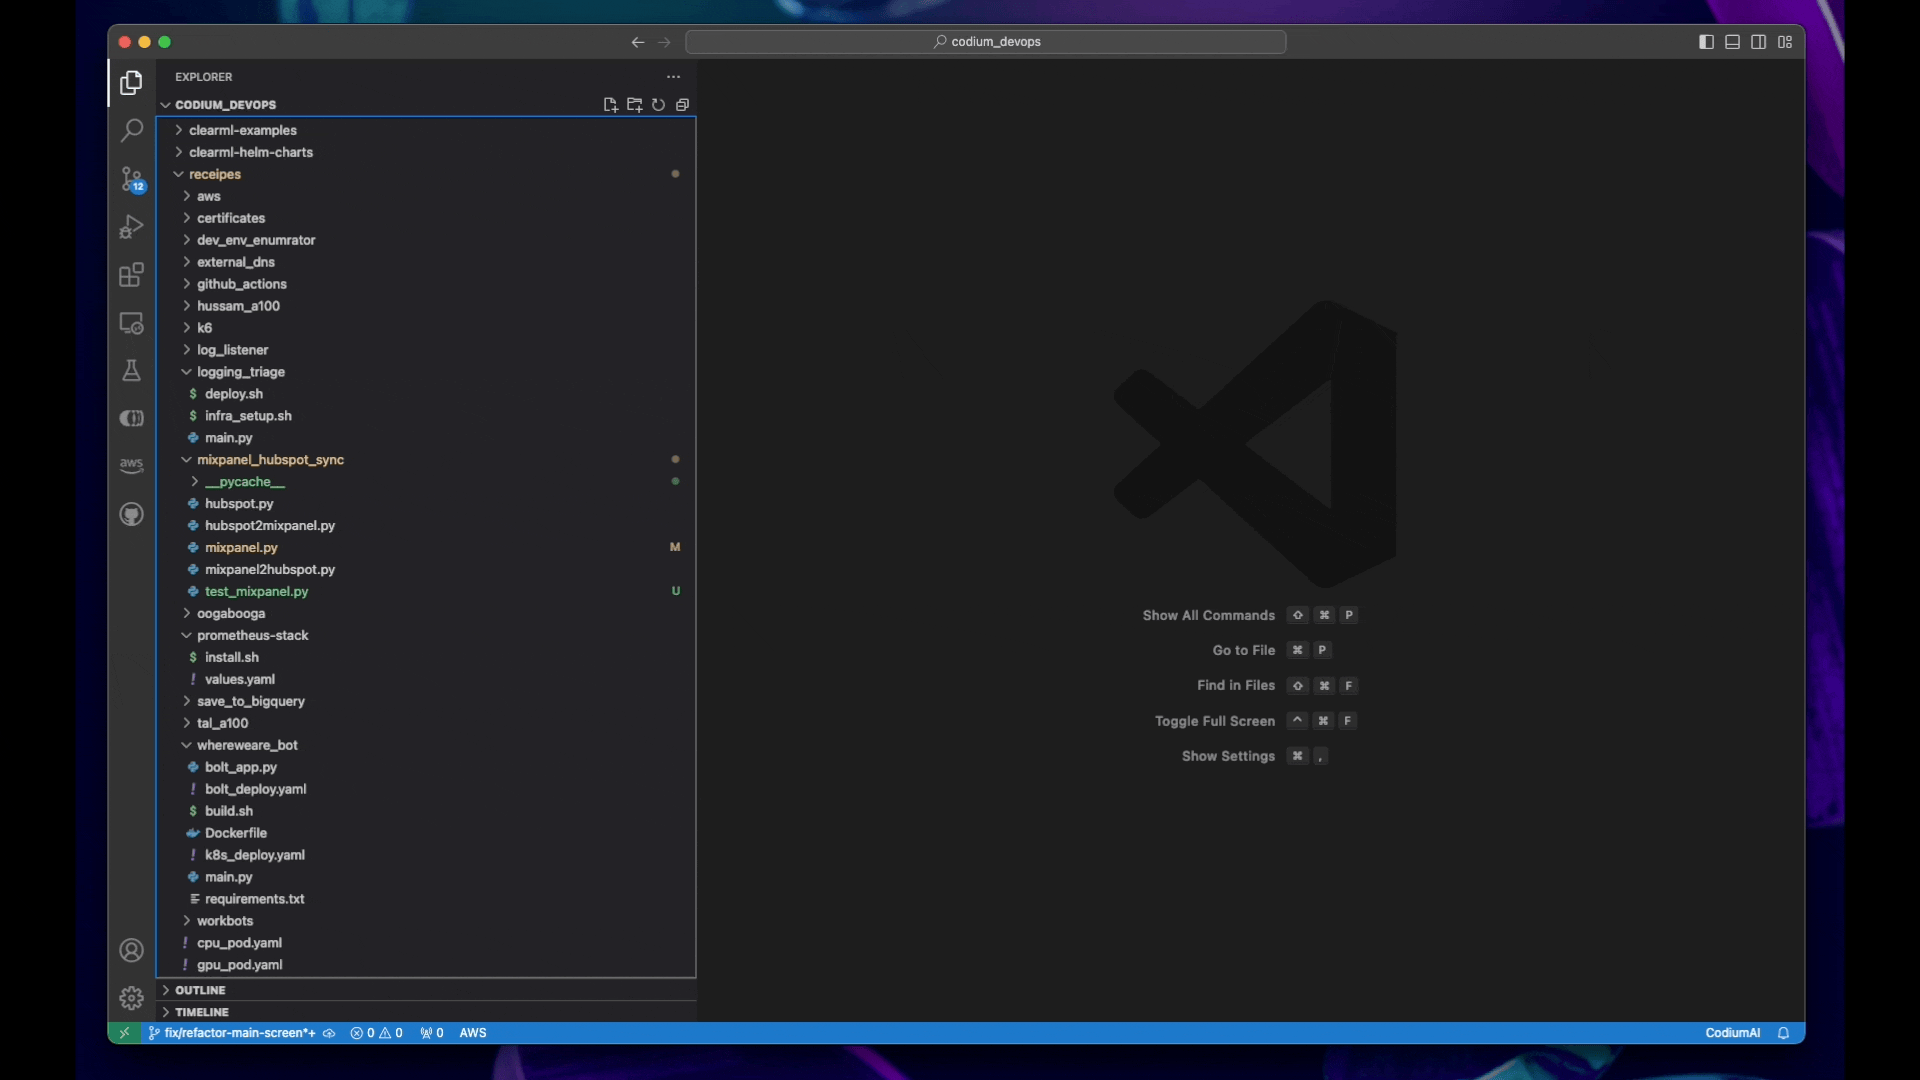 codium_devops
EXPLORER
CODIUM_DEVOPS
clearml-examples
clearml-helm-charts
receipes
aws
certificates
dev_env_enumrator
external_dns
github_actions
hussam_a100
k6
log_listener
logging_triage
$ deploy.sh
$ infra_setup.sh
main.py
mixpanel_hubspot_sync
__pycache__
hubspot.py
hubspot2mixpanel.py
mixpanel.py M
mixpanel2hubspot.py
test_mixpanel.py U
oogabooga
prometheus-stack
$ install.sh
! values.yaml
save_to_bigquery
tal_a100
whereweare_bot
bolt_app.py
! bolt_deploy.yaml
$ build.sh
Dockerfile
! k8s_deploy.yaml
main.py
requirements.txt
workbots
! cpu_pod.yaml
! gpu_pod.yaml
OUTLINE
TIMELINE
12
aws
Show All Commands ⇧ ⌘ P
Go to File ⌘ P
Find in Files ⇧ ⌘ F
Toggle Full Screen ^ ⌘ F
Show Settings ⌘ ,
fix/refactor-main-screen*+ 0 0 0 AWS CodiumAI